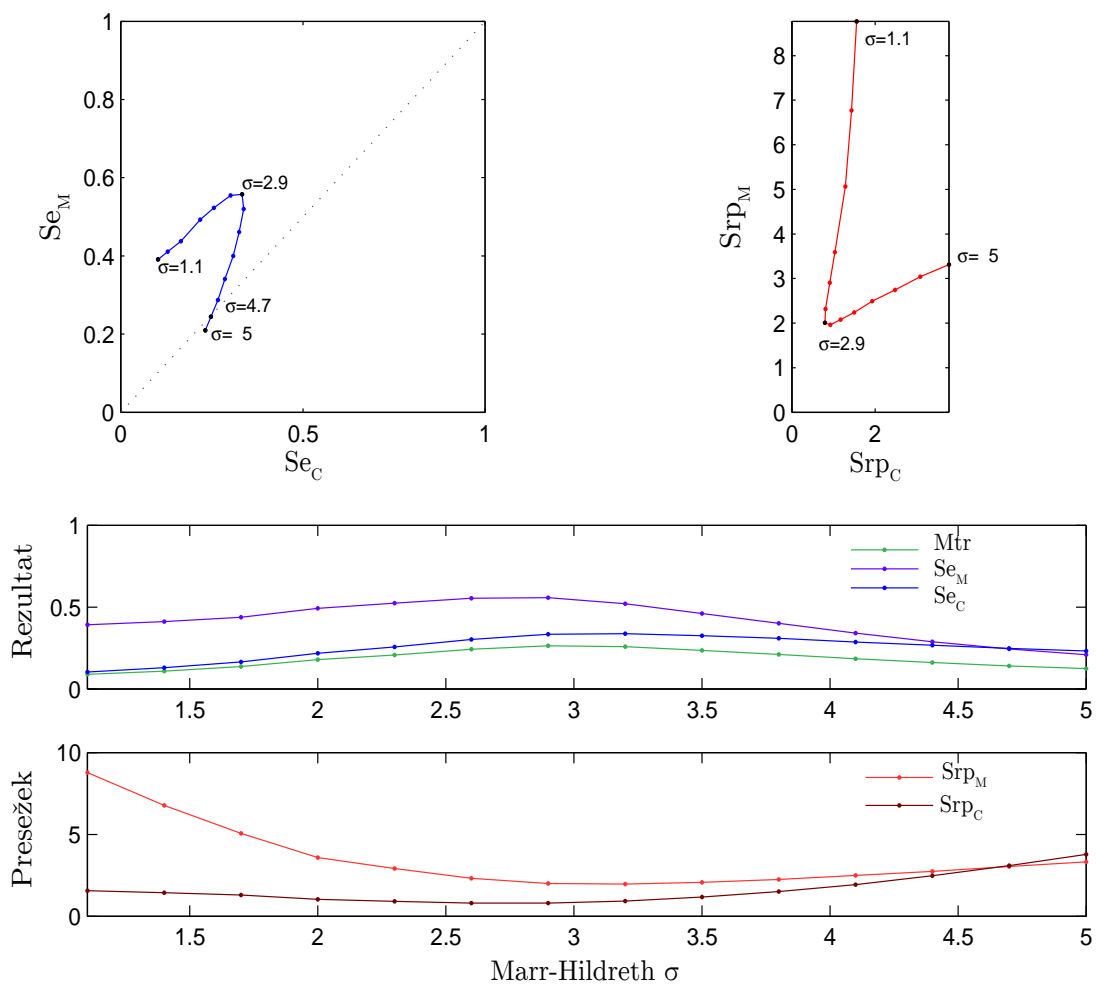 1
0.8
0.6
0.4
0.2
0
0
0.5
1
Se_M
Se_C
σ=2.9
σ=1.1
σ=4.7
σ= 5
8
7
6
5
4
3
2
1
0
0
2
Srp_M
Srp_C
σ=1.1
σ= 5
σ=2.9
Rezultat
1
0.5
0
1.5
2
2.5
3
3.5
4
4.5
5
Mtr
Se_M
Se_C
Presežek
10
5
0
1.5
2
2.5
3
3.5
4
4.5
5
Srp_M
Srp_C
Marr-Hildreth σ